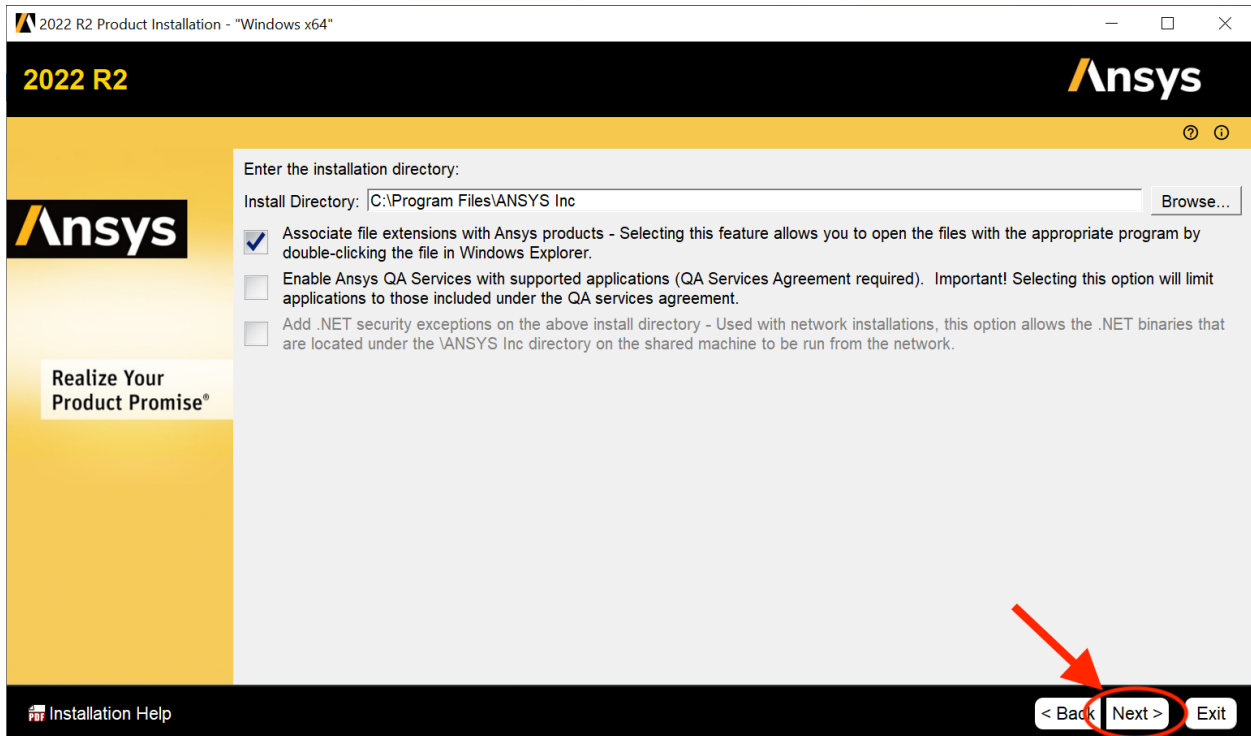 2022 R2 Product Installation - "Windows x64"
2022 R2
Ansys
Enter the installation directory:
Install Directory: C:\Program Files\ANSYS Inc Browse...
Ansys
Associate file extensions with Ansys products - Selecting this feature allows you to open the files with the appropriate program by
double-clicking the file in Windows Explorer.
Enable Ansys QA Services with supported applications (QA Services Agreement required).  Important! Selecting this option will limit
applications to those included under the QA services agreement.
Add .NET security exceptions on the above install directory - Used with network installations, this option allows the .NET binaries that
are located under the \ANSYS Inc directory on the shared machine to be run from the network.
Realize Your
Product Promise®
PDF Installation Help
< Back Next > Exit